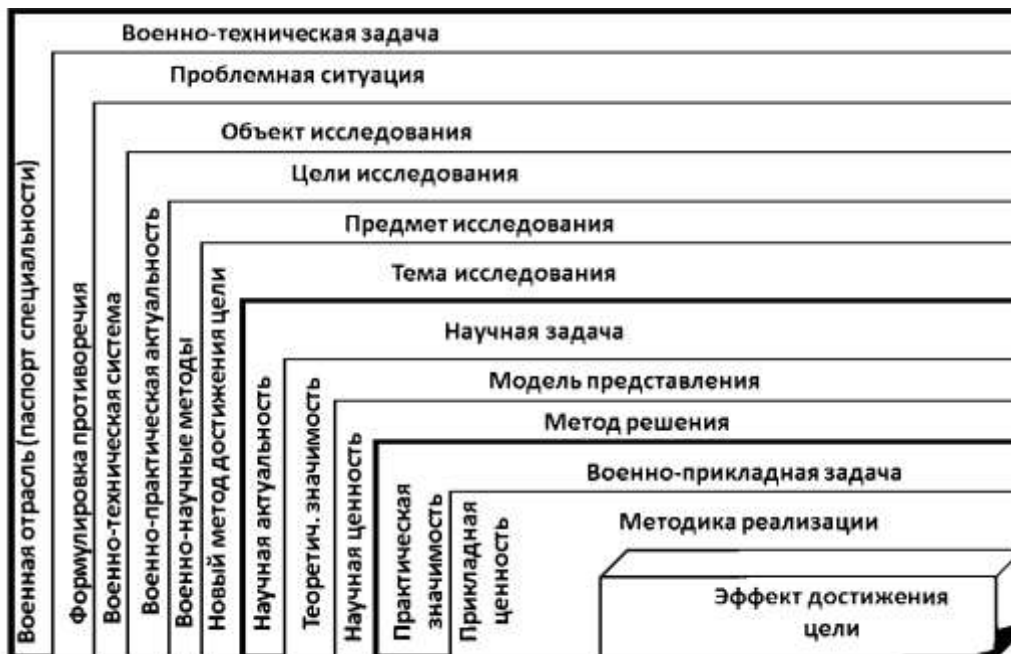 Военно-техническая задача
Проблемная ситуация
Объект исследования
Цели исследования
Предмет исследования
Тема исследования
Научная задача
Модель представления
Метод решения
Военно-прикладная задача
Методика реализации
Эффект достижения
цели
Военная отрасль (паспорт специальности)
Формулировка противоречия
Военно-техническая система
Военно-практическая актуальность
Военно-научные методы
Новый метод достижения цели
Научная актуальность
Теоретич. значимость
Научная ценность
Практическая
значимость
Прикладная
ценность